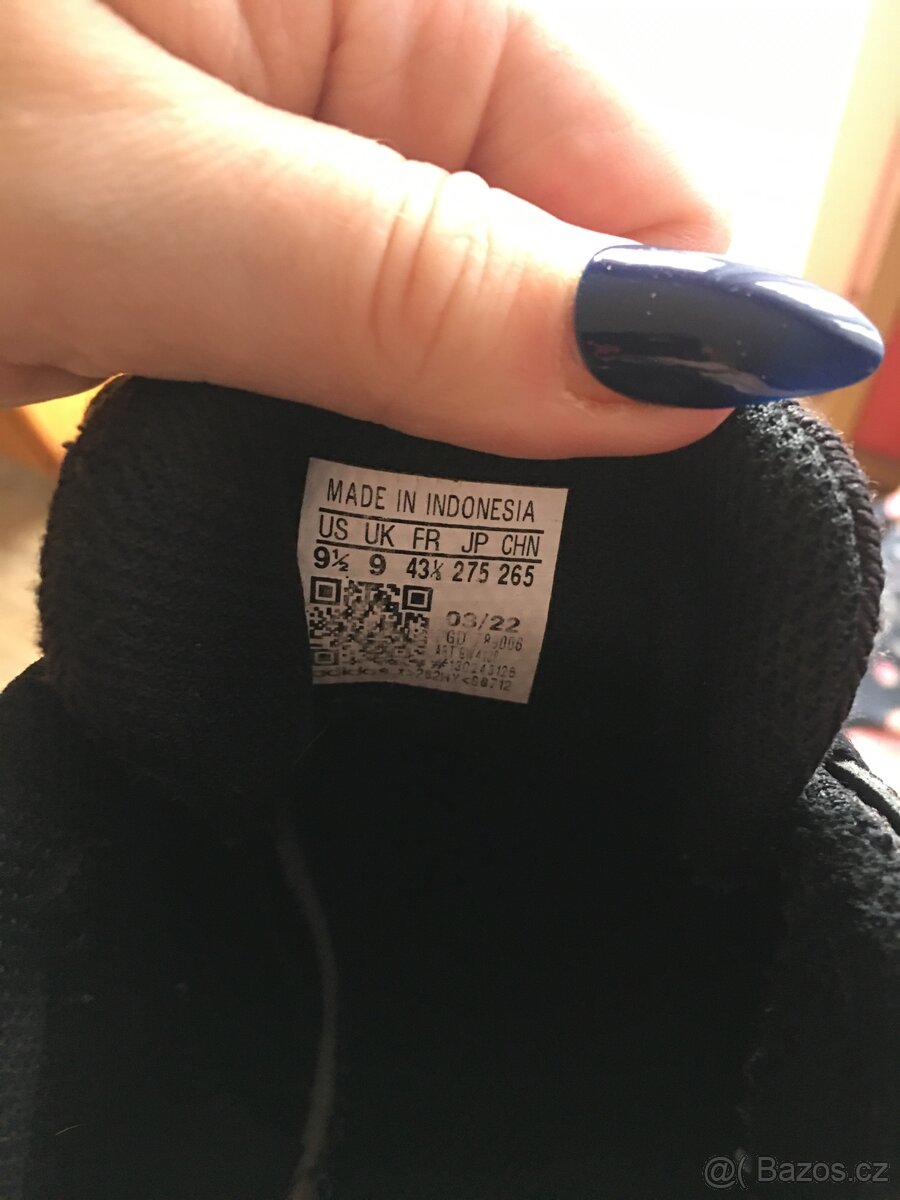 MADE IN INDONESIA
US UK FR JP CHN
9½ 9 43⅓ 275 265
03/22
adidas
@( Bazos.cz